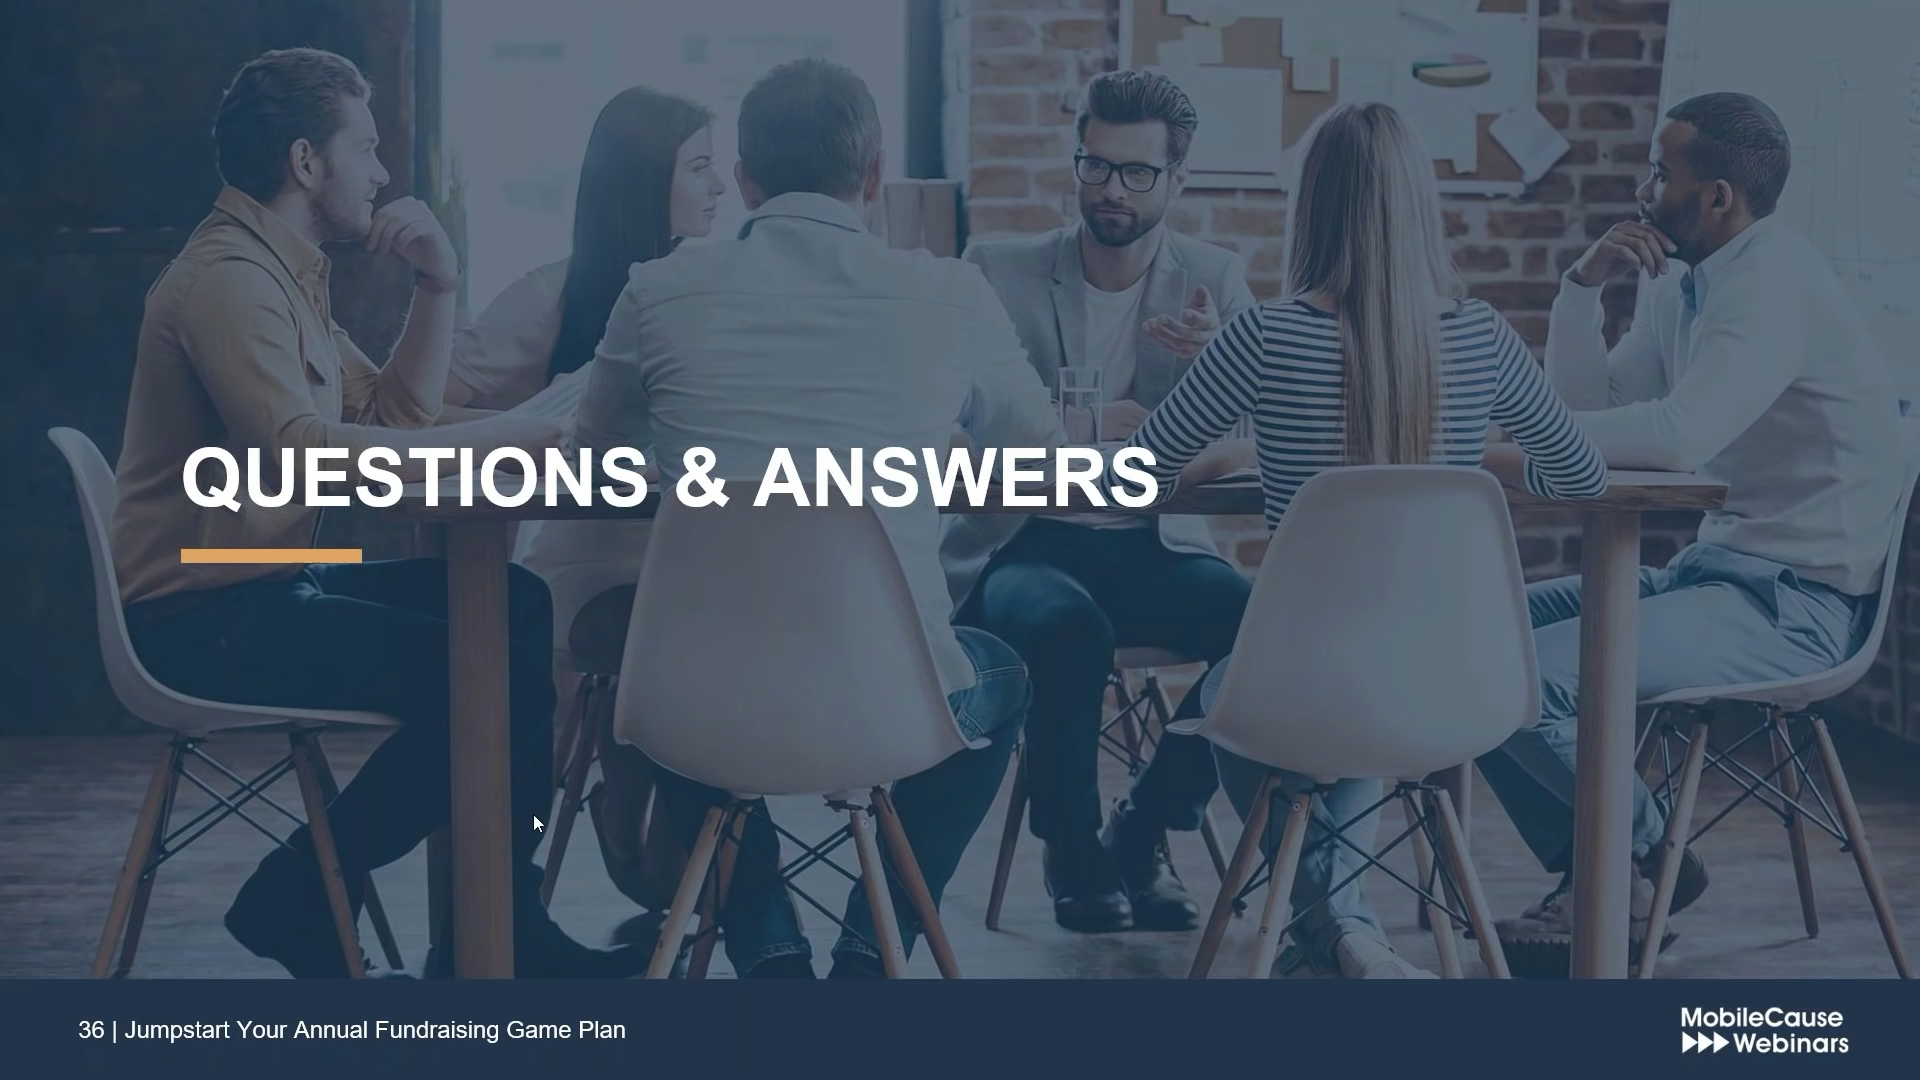 QUESTIONS & ANSWERS
36 | Jumpstart Your Annual Fundraising Game Plan
MobileCause
Webinars